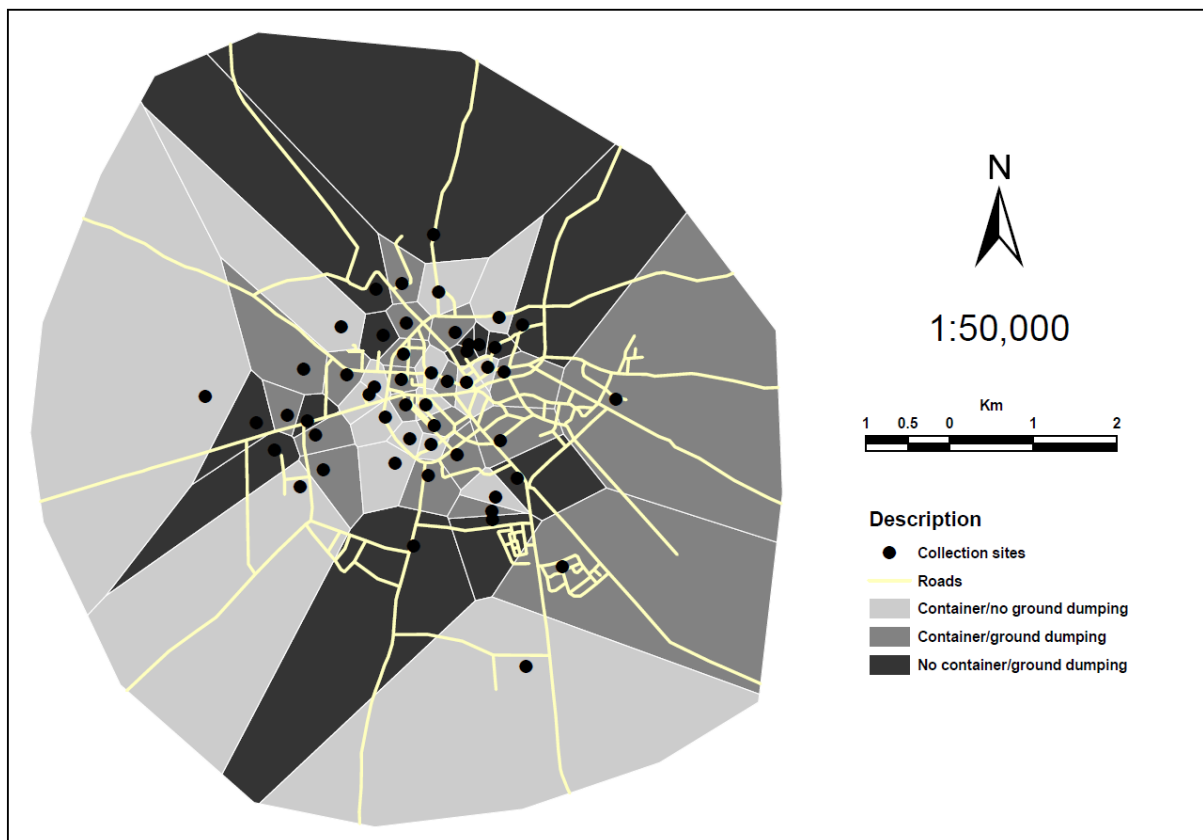 N
1:50,000
Km
1 0.5 0 1 2
Description
Collection sites
Roads
Container/no ground dumping
Container/ground dumping
No container/ground dumping